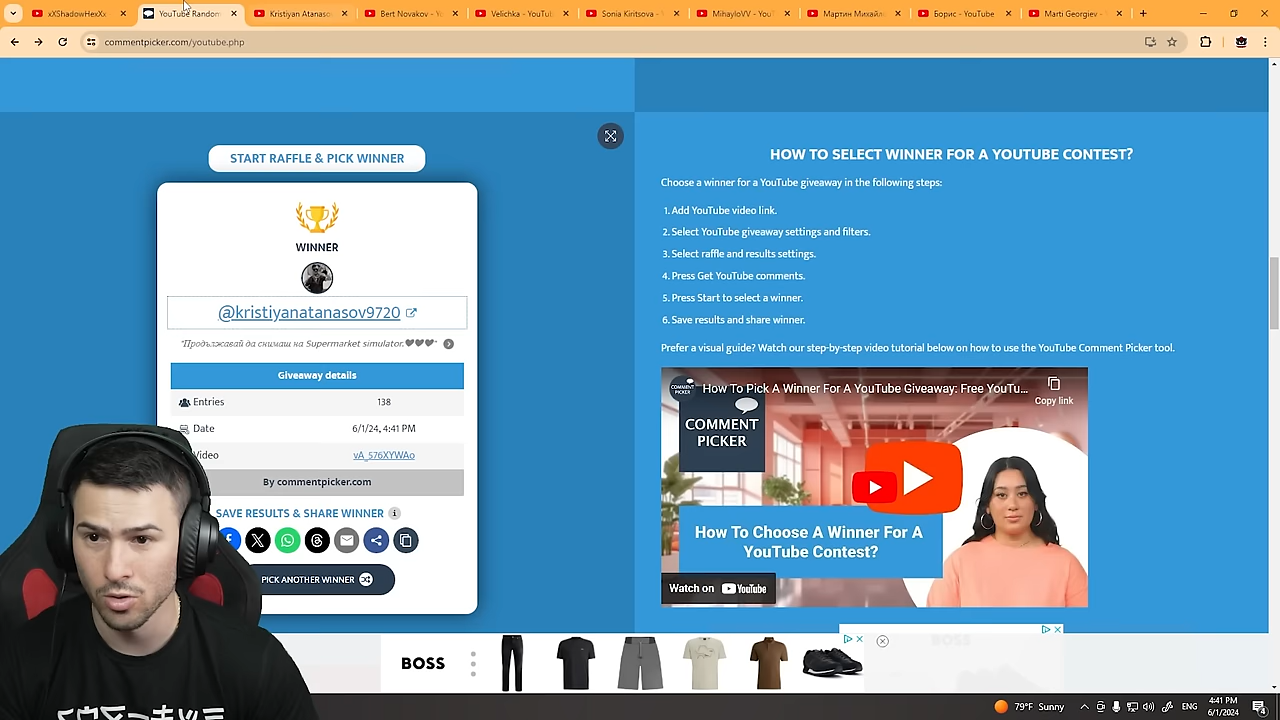 xXShadowHexXx
YouTube Random
Kristiyan Atanaso
Bert Novakov - Y
Velichka - YouTu
Sonia Kiritsova -
MihayloVV - YouT
Мартин Михайл
Борис - YouTube
Marti Georgiev -
commentpicker.com/youtube.php
START RAFFLE & PICK WINNER
WINNER
@kristiyanatanasov9720
"Продължавай да снимаш на Supermarket simulator.🖤🖤🖤"
Giveaway details
Entries 138
Date 6/1/24, 4:41 PM
Video vA_576XYWAo
By commentpicker.com
SAVE RESULTS & SHARE WINNER
PICK ANOTHER WINNER
HOW TO SELECT WINNER FOR A YOUTUBE CONTEST?
Choose a winner for a YouTube giveaway in the following steps:
1. Add YouTube video link.
2. Select YouTube giveaway settings and filters.
3. Select raffle and results settings.
4. Press Get YouTube comments.
5. Press Start to select a winner.
6. Save results and share winner.
Prefer a visual guide? Watch our step-by-step video tutorial below on how to use the YouTube Comment Picker tool.
COMMENT
PICKER
How To Pick A Winner For A YouTube Giveaway: Free YouTu...
Copy link
COMMENT
PICKER
How To Choose A Winner For A
YouTube Contest?
Watch on YouTube
BOSS
BOSS
79°F Sunny
ENG
4:41 PM
6/1/2024